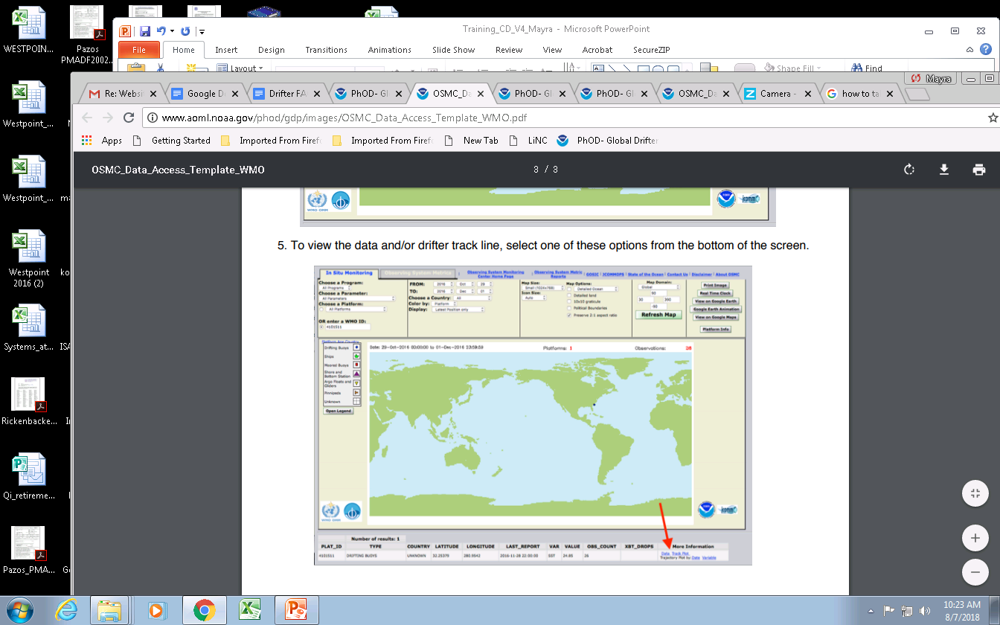 WESTPOIN...
Pazos
PMADF2002...
Westpoint_...
Westpoint_...
Westpoint
2016 (2)
Systems_at...
Rickenbacke...
Qi_retireme...
Pazos_PMA...
Training_CD_V4_Mayra - Microsoft PowerPoint
File Home Insert Design Transitions Animations Slide Show Review View Acrobat SecureZIP
Layout Shape Fill Find
Mayra
Re: Websi Google D Drifter FA PhOD- Gl OSMC_Da PhOD- Gl PhOD- Gl OSMC_Da Camera - how to ta
www.aoml.noaa.gov/phod/gdp/images/OSMC_Data_Access_Template_WMO.pdf
Apps Getting Started Imported From Firef Imported From Firef New Tab LiNC PhOD- Global Drifter
OSMC_Data_Access_Template_WMO 3 / 3
WMO OMM
NOAA
jcomm
5. To view the data and/or drifter track line, select one of these options from the bottom of the screen.
In Situ Monitoring Observing System Metrics
Observing System Monitoring Center Home Page
Observing System Metric Reports
GOSIC JCOMMOPS State of the Ocean Contact Us Disclaimer About OSMC
Choose a Program:
All Programs
Choose a Parameter:
All Parameters
Choose a Platform:
All Platforms
OR enter a WMO ID:
4101511
FROM: 2016 Oct 29
TO: 2016 Dec 01
Choose a Country: All
Color by: Platform
Display: Latest Position only
Map Size:
Small (1024x768)
Icon Size:
Auto
Map Options:
Detailed Ocean
Detailed land
10x10 graticule
Political Boundaries
Preserve 2:1 aspect ratio
Map Domain:
Global
90
30 390
-90
Refresh Map
Print Image
Real Time Clock
View on Google Earth
Google Earth Animation
View on Google Maps
Platform Info
Platform Any Country
Drifting Buoys
Ships
Moored Buoys
Shore and
Bottom Station
Argo Floats and
Gliders
Pinnipeds
Unknown
Open Legend
Date: 29-Oct-2016 00:00:00 to 01-Dec-2016 23:59:59 Platforms: 1 Observations: 26
WMO OMM
jcomm
Number of results: 1
PLAT_ID TYPE COUNTRY LATITUDE LONGITUDE LAST_REPORT VAR VALUE OBS_COUNT XBT_DROPS More Information
4101511 DRIFTING BUOYS UNKNOWN 32.25379 280.9542 2016-11-28 22:00:00 SST 24.85 26 Data Track Plot
Trajectory Plot by: Date Variable
10:23 AM
8/7/2018